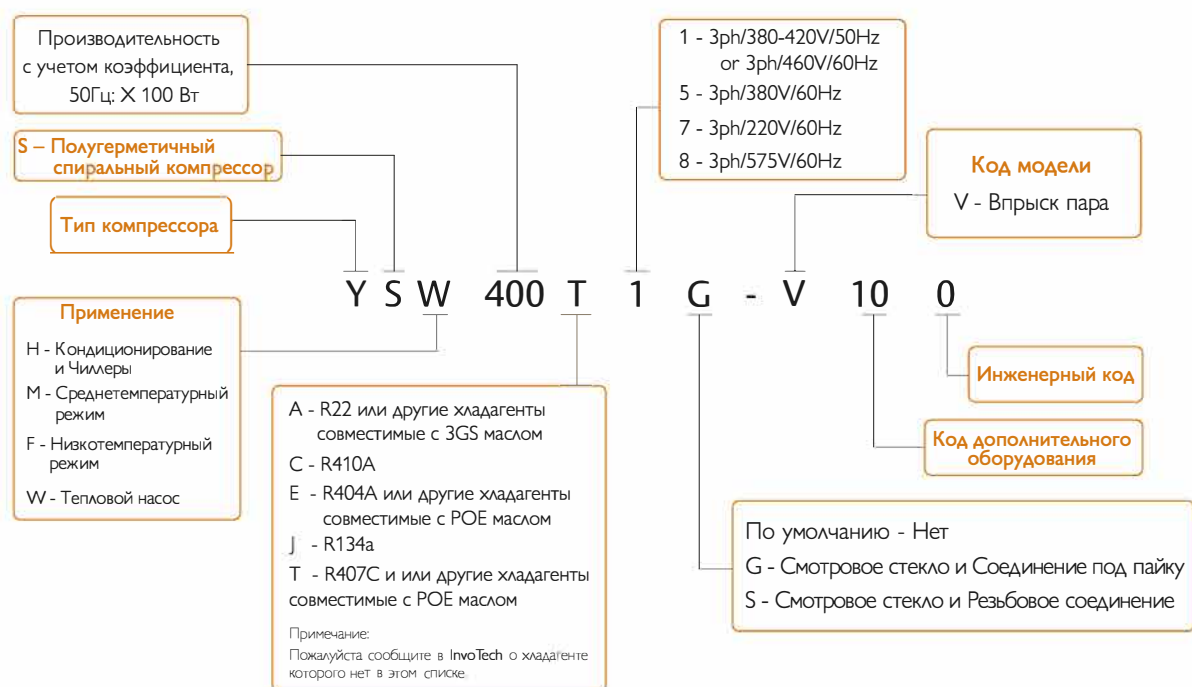 Производительность
с учетом коэффициента,
50Гц: X 100 Вт
S – Полугерметичный
спиральный компрессор
Тип компрессора
1 - 3ph/380-420V/50Hz
or 3ph/460V/60Hz
5 - 3ph/380V/60Hz
7 - 3ph/220V/60Hz
8 - 3ph/575V/60Hz
Код модели
V - Впрыск пара
Y S W 400 T 1 G - V 10 0
Применение
H - Кондиционирование
и Чиллеры
M - Среднетемпературный
режим
F - Низкотемпературный
режим
W - Тепловой насос
A - R22 или другие хладагенты
совместимые с 3GS маслом
C - R410A
E - R404A или другие хладагенты
совместимые с POE маслом
J - R134a
T - R407C и или другие хладагенты
совместимые с POE маслом
Примечание:
Пожалуйста сообщите в InvoTech о хладагенте
которого нет в этом списке
Инженерный код
Код дополнительного
оборудования
По умолчанию - Нет
G - Смотровое стекло и Соединение под пайку
S - Смотровое стекло и Резьбовое соединение